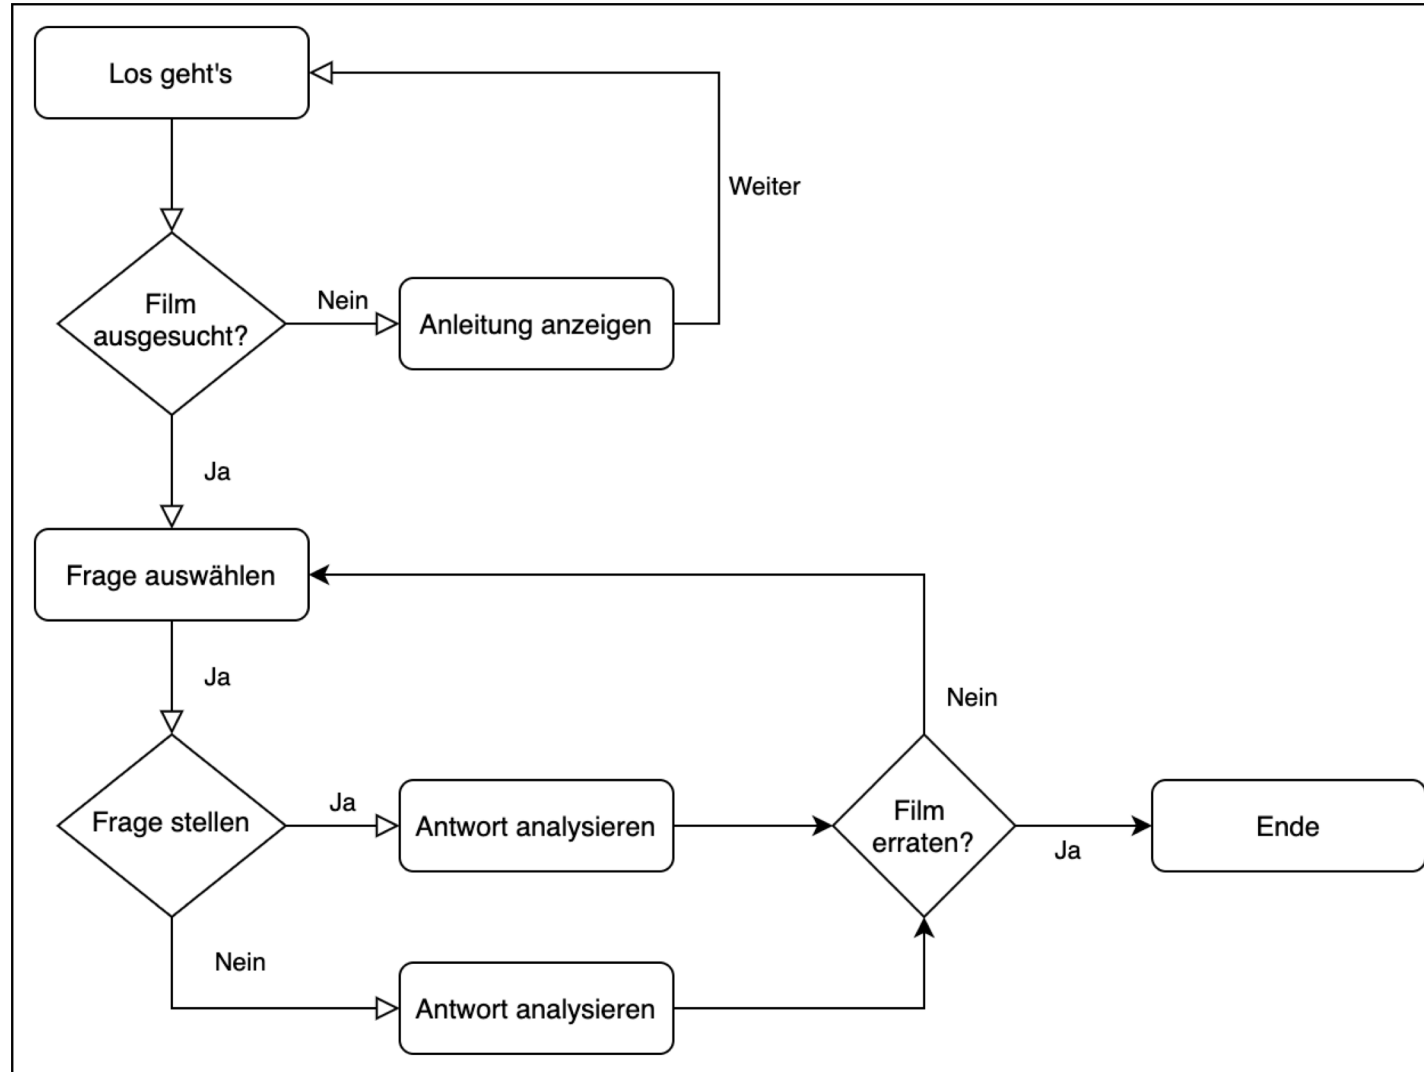 Los geht's
Weiter
Film
ausgesucht?
Nein
Anleitung anzeigen
Ja
Frage auswählen
Ja
Nein
Frage stellen
Ja
Antwort analysieren
Film
erraten?
Ja
Ende
Nein
Antwort analysieren